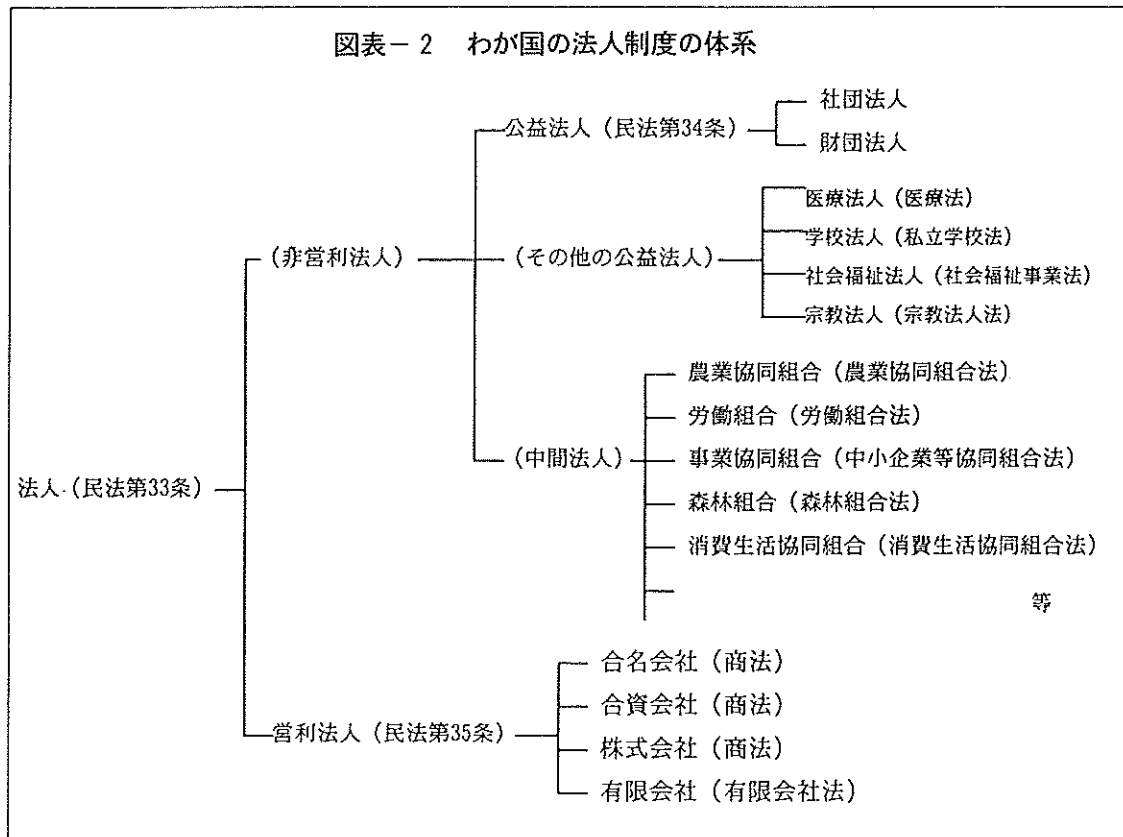 図表－2　わが国の法人制度の体系
社団法人
公益法人（民法第34条）
財団法人
医療法人（医療法）
学校法人（私立学校法）
（非営利法人）
（その他の公益法人）
社会福祉法人（社会福祉事業法）
宗教法人（宗教法人法）
農業協同組合（農業協同組合法）
労働組合（労働組合法）
（中間法人）
事業協同組合（中小企業等協同組合法）
法人（民法第33条）
森林組合（森林組合法）
消費生活協同組合（消費生活協同組合法）
等
合名会社（商法）
合資会社（商法）
営利法人（民法第35条）
株式会社（商法）
有限会社（有限会社法）